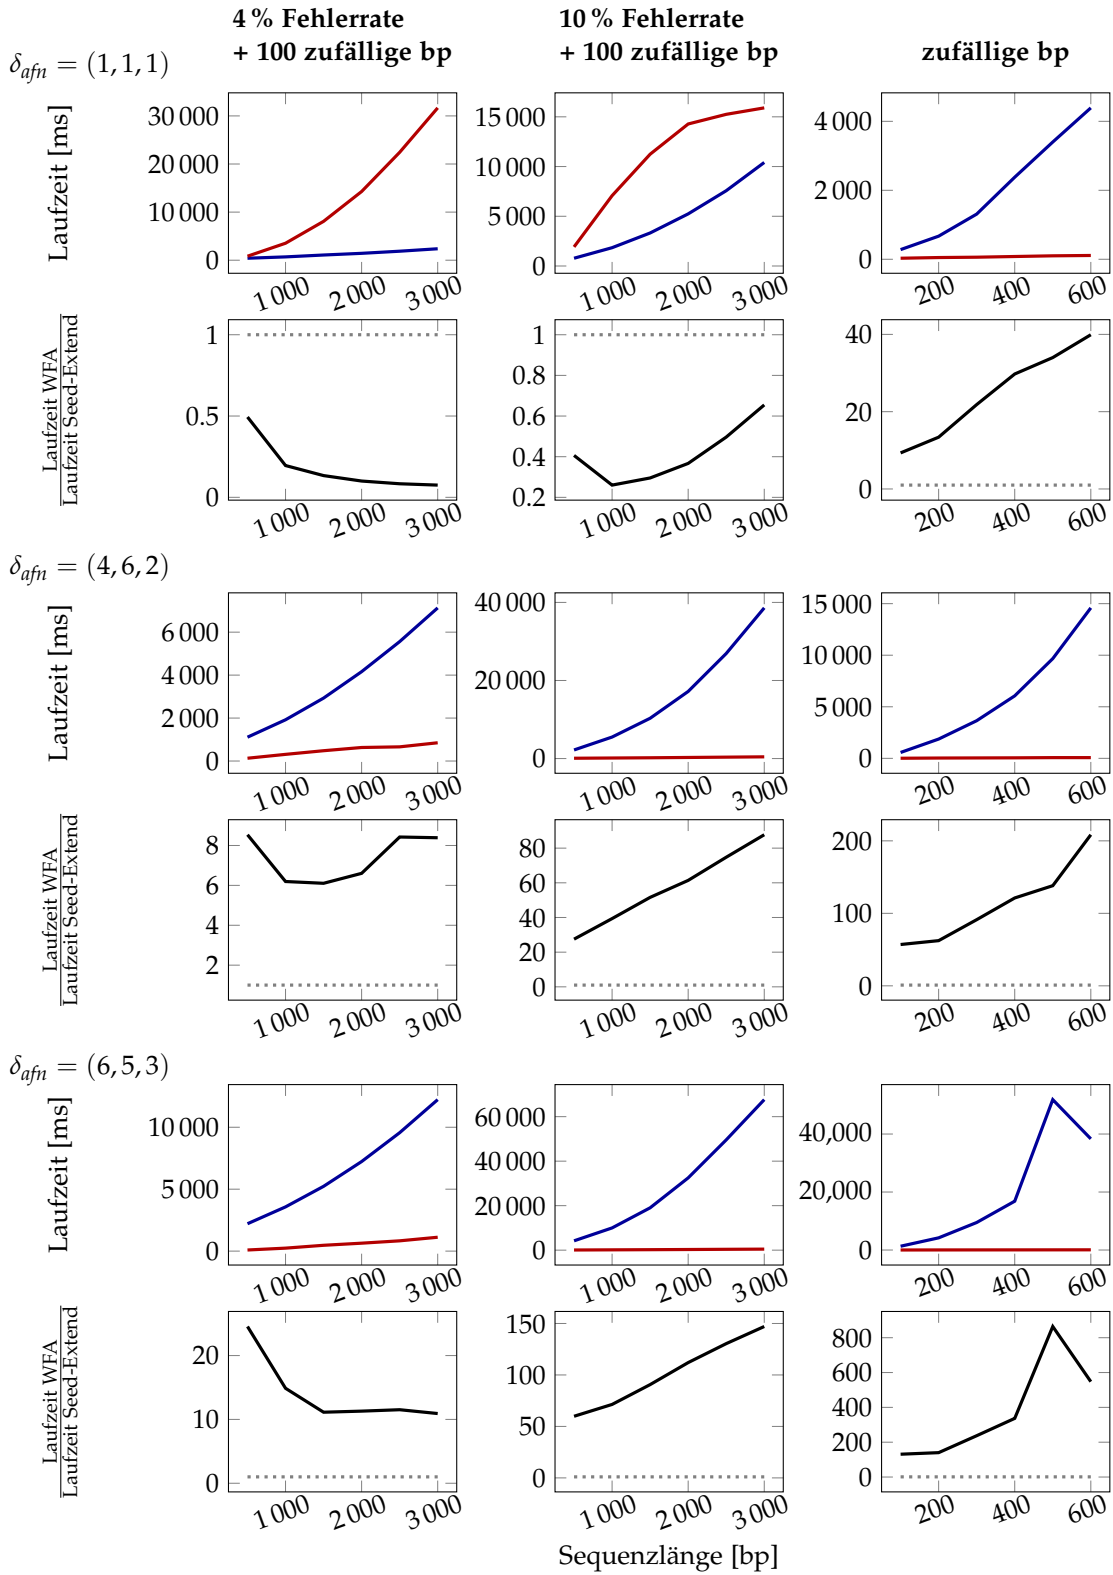 4 % Fehlerrate
+ 100 zufällige bp
10 % Fehlerrate
+ 100 zufällige bp
zufällige bp
δafn = (1, 1, 1)
Laufzeit [ms]
30 000
20 000
10 000
0
1 000 2 000 3 000
15 000
10 000
5 000
0
1 000 2 000 3 000
4 000
2 000
0
200 400 600
Laufzeit WFA
Laufzeit Seed-Extend
1
0.5
0
1 000 2 000 3 000
1
0.8
0.6
0.4
0.2
1 000 2 000 3 000
40
20
0
200 400 600
δafn = (4, 6, 2)
Laufzeit [ms]
6 000
4 000
2 000
0
1 000 2 000 3 000
40 000
20 000
0
1 000 2 000 3 000
15 000
10 000
5 000
0
200 400 600
Laufzeit WFA
Laufzeit Seed-Extend
8
6
4
2
1 000 2 000 3 000
80
60
40
20
0
1 000 2 000 3 000
200
100
0
200 400 600
δafn = (6, 5, 3)
Laufzeit [ms]
10 000
5 000
0
1 000 2 000 3 000
60 000
40 000
20 000
0
1 000 2 000 3 000
40,000
20,000
0
200 400 600
Laufzeit WFA
Laufzeit Seed-Extend
20
10
0
1 000 2 000 3 000
150
100
50
0
1 000 2 000 3 000
800
600
400
200
0
200 400 600
Sequenzlänge [bp]